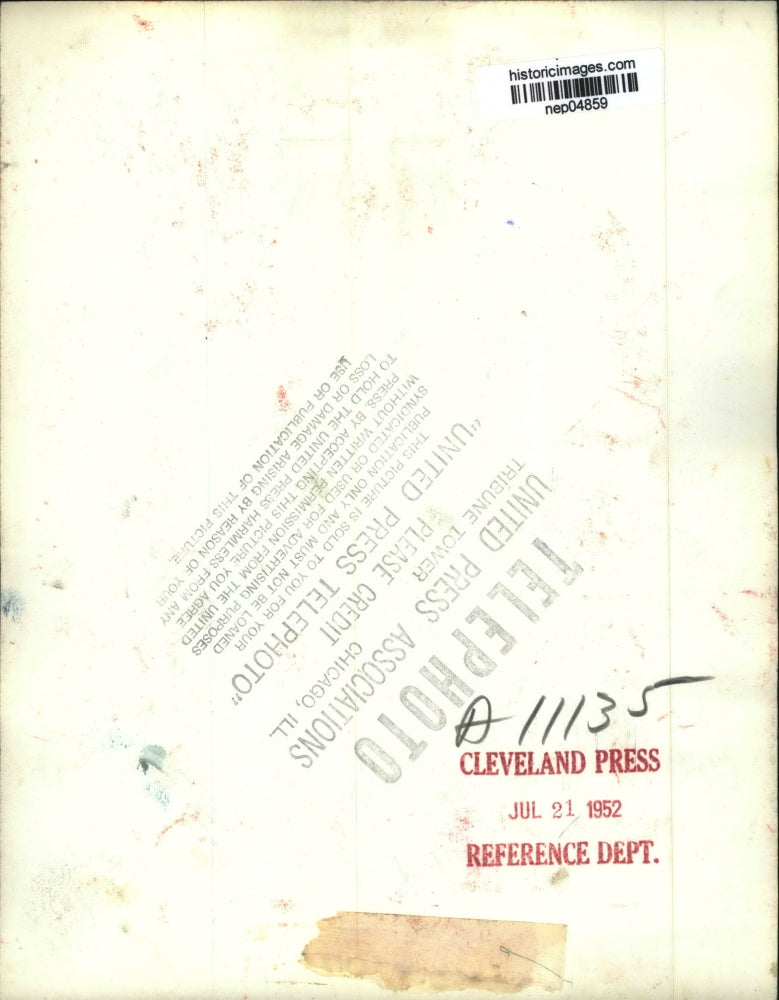 historicimages.com
nep04859
TELEPHOTO
UNITED PRESS ASSOCIATIONS
TRIBUNE TOWER CHICAGO, ILL.
PLEASE CREDIT
"UNITED PRESS TELEPHOTO"
THIS PICTURE IS SOLD TO YOU FOR YOUR
PUBLICATION ONLY AND MUST NOT BE LOANED
SYNDICATED OR USED FOR ADVERTISING PURPOSES
WITHOUT WRITTEN PERMISSION FROM THE UNITED
PRESS BY ACCEPTING THIS PICTURE YOU AGREE
TO HOLD THE UNITED PRESS HARMLESS FROM ANY
LOSS OR DAMAGE ARISING BY REASON OF YOUR
USE OR PUBLICATION OF THIS PICTURE
A 11135
CLEVELAND PRESS
JUL 21 1952
REFERENCE DEPT.